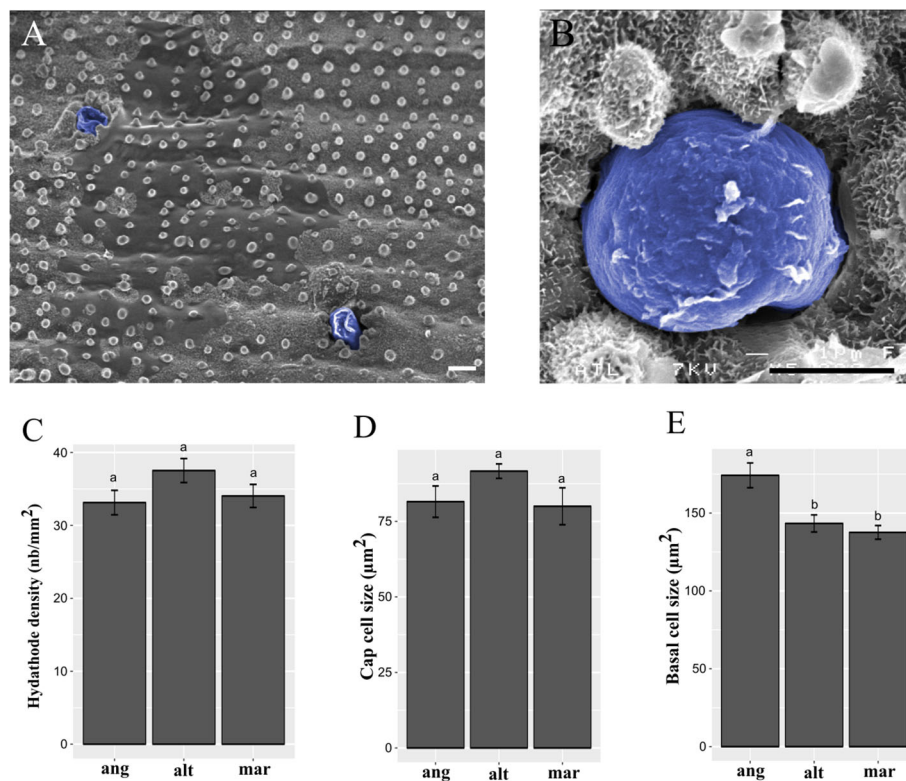 A
B
1µm F
7KV
C
D
E
Hydathode density (nb/mm²)
40
30
20
10
0
a
a
a
ang
alt
mar
Cap cell size (µm²)
75
50
25
0
a
a
a
ang
alt
mar
Basal cell size (µm²)
150
100
50
0
a
b
b
ang
alt
mar